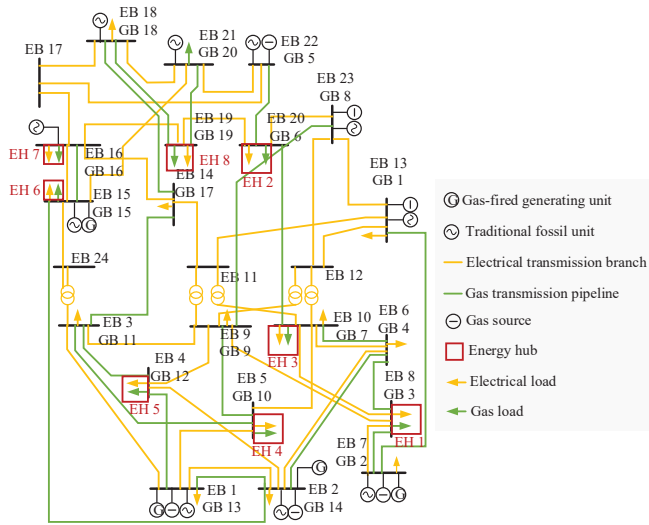 EB 18
GB 18
EB 21
GB 20
EB 22
GB 5
EB 17
EB 23
GB 8
EB 19
GB 19
EB 20
GB 6
EH 7
EB 16
GB 16
EH 8
EH 2
EB 13
GB 1
EH 6
EB 15
GB 15
EB 14
GB 17
G
EB 24
EB 11
EB 12
EB 3
GB 11
EB 9
GB 9
EB 10
GB 7
EB 6
GB 4
EH 3
EB 4
GB 12
EH 5
EB 5
GB 10
EH 4
EB 8
GB 3
EH 1
EB 7
GB 2
EB 1
GB 13
EB 2
GB 14
G
G
G
G Gas-fired generating unit
Traditional fossil unit
Electrical transmission branch
Gas transmission pipeline
Gas source
Energy hub
Electrical load
Gas load